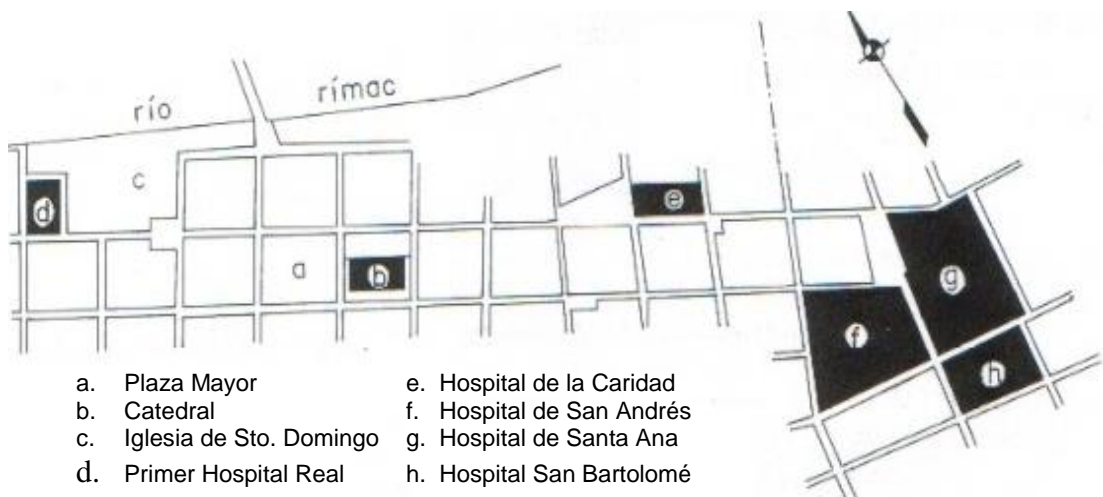 río
rímac
c
d
e
a
b
g
f
h
a. Plaza Mayor
b. Catedral
c. Iglesia de Sto. Domingo
d. Primer Hospital Real
e. Hospital de la Caridad
f. Hospital de San Andrés
g. Hospital de Santa Ana
h. Hospital San Bartolomé